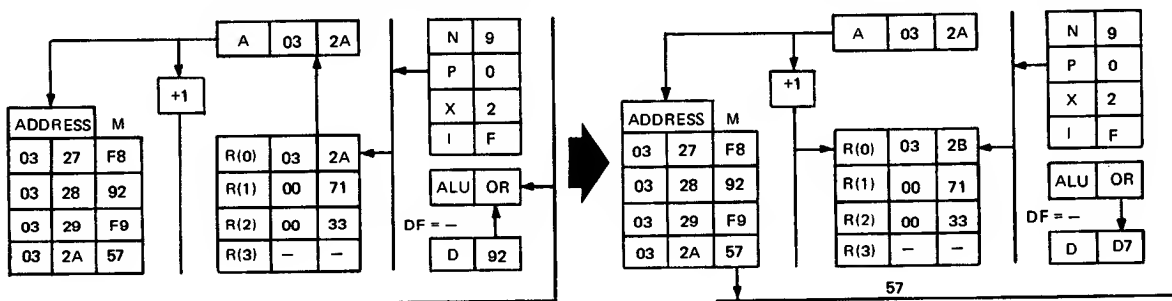 A 03 2A
+1
ADDRESS M
03 27 F8
03 28 92
03 29 F9
03 2A 57
R(0) 03 2A
R(1) 00 71
R(2) 00 33
R(3) – –
N 9
P 0
X 2
I F
ALU OR
DF = –
D 92
A 03 2A
+1
ADDRESS M
03 27 F8
03 28 92
03 29 F9
03 2A 57
R(0) 03 2B
R(1) 00 71
R(2) 00 33
R(3) – –
N 9
P 0
X 2
I F
ALU OR
DF = –
D D7
57